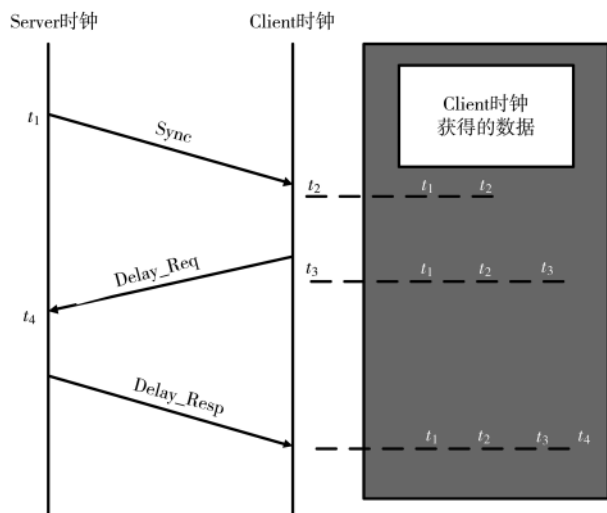 Server时钟 Client时钟
Client时钟
获得的数据
t₁
Sync
t₂ t₁ t₂
Delay_Req
t₃ t₁ t₂ t₃
t₄
Delay_Resp
t₁ t₂ t₃ t₄